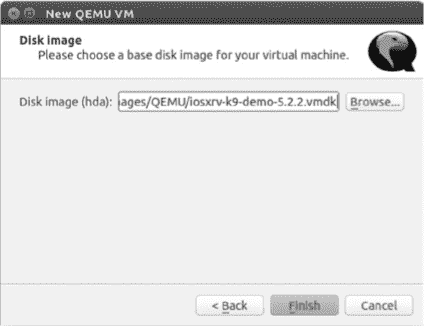 New QEMU VM
Disk image
Please choose a base disk image for your virtual machine.
Disk image (hda): ages/QEMU/iosxrv-k9-demo-5.2.2.vmdk Browse...
< Back Finish Cancel